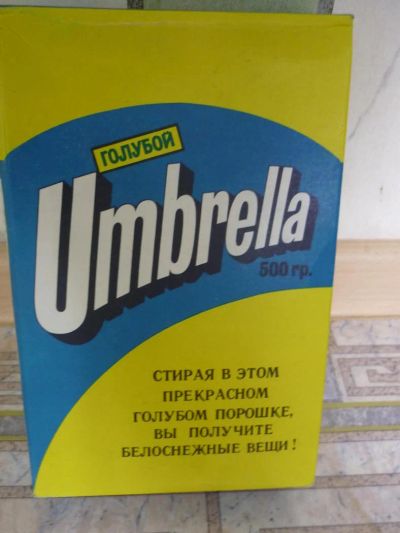 ГОЛУБОЙ
Umbrella
500 гр.
СТИРАЯ В ЭТОМ
ПРЕКРАСНОМ
ГОЛУБОМ ПОРОШКЕ,
ВЫ ПОЛУЧИТЕ
БЕЛОСНЕЖНЫЕ ВЕЩИ!